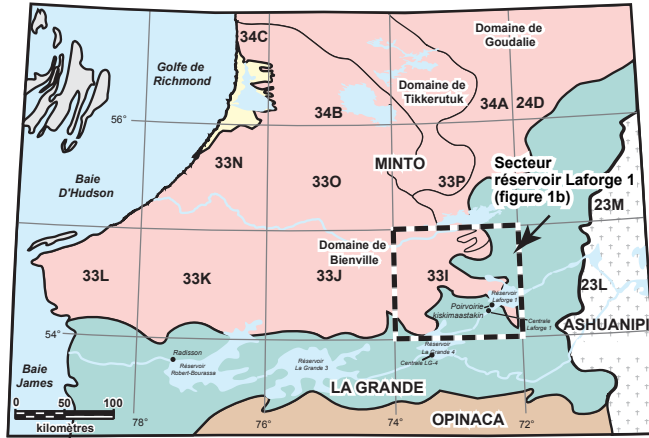 34C
Domaine de
Goudalie
Golfe de
Richmond
Domaine de
Tikkerutuk
34B
34A
24D
56°
33N
MINTO
Secteur
réservoir Laforge 1
(figure 1b)
33O
33P
Baie
D'Hudson
23M
Domaine de
Bienville
33L
33K
33J
33I
23L
Réservoir
Laforge 1
Poirvoirie
kiskimaastakin
Centrale
Laforge 1
54°
ASHUANIPI
Baie
James
Radisson
Réservoir
Robert-Bourassa
Réservoir
La Grande 3
Réservoir
La Grande 4
Centrale LG-4
LA GRANDE
0 50 100
kilomètres
78°
76°
74°
72°
OPINACA